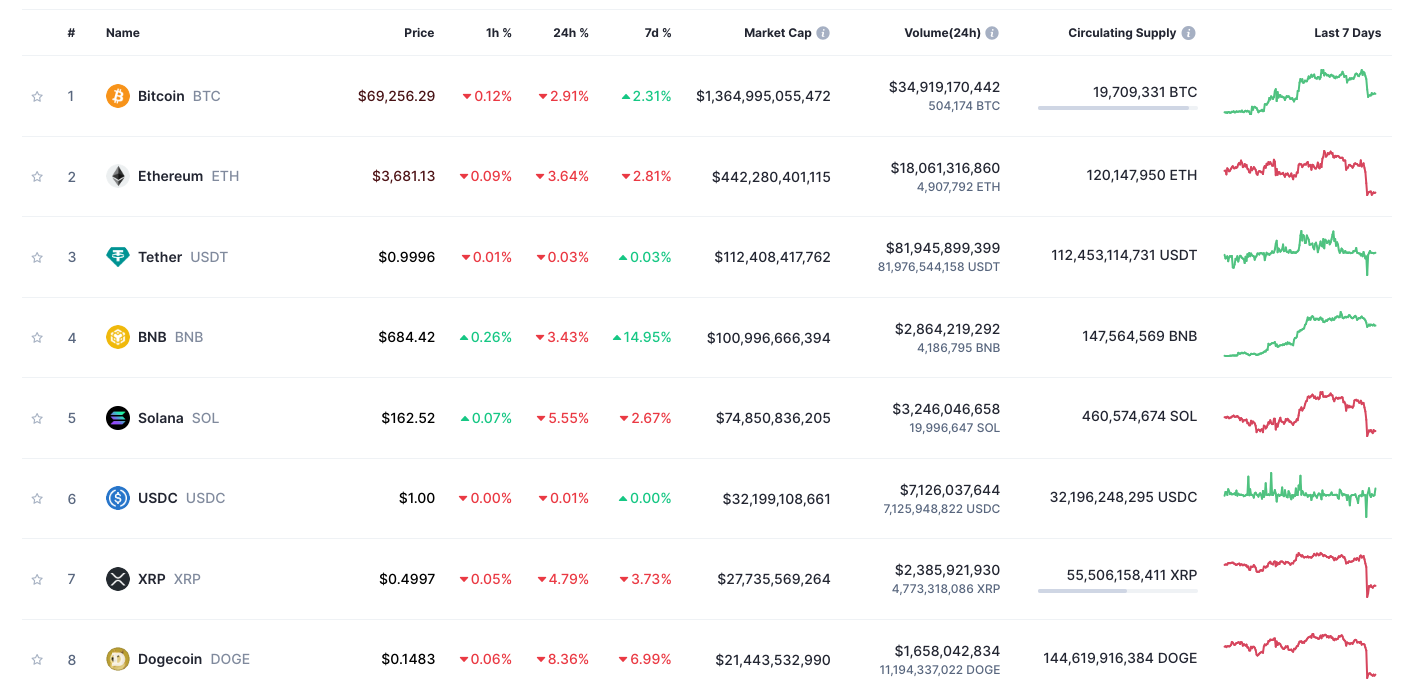 # Name Price 1h % 24h % 7d % Market Cap Volume(24h) Circulating Supply Last 7 Days
1 Bitcoin BTC $69,256.29 0.12% 2.91% 2.31% $1,364,995,055,472 $34,919,170,442 19,709,331 BTC
504,174 BTC
2 Ethereum ETH $3,681.13 0.09% 3.64% 2.81% $442,280,401,115 $18,061,316,860 120,147,950 ETH
4,907,792 ETH
3 Tether USDT $0.9996 0.01% 0.03% 0.03% $112,408,417,762 $81,945,899,399 112,453,114,731 USDT
81,976,544,158 USDT
4 BNB BNB $684.42 0.26% 3.43% 14.95% $100,996,666,394 $2,864,219,292 147,564,569 BNB
4,186,795 BNB
5 Solana SOL $162.52 0.07% 5.55% 2.67% $74,850,836,205 $3,246,046,658 460,574,674 SOL
19,996,647 SOL
6 USDC USDC $1.00 0.00% 0.01% 0.00% $32,199,108,661 $7,126,037,644 32,196,248,295 USDC
7,125,948,822 USDC
7 XRP XRP $0.4997 0.05% 4.79% 3.73% $27,735,569,264 $2,385,921,930 55,506,158,411 XRP
4,773,318,086 XRP
8 Dogecoin DOGE $0.1483 0.06% 8.36% 6.99% $21,443,532,990 $1,658,042,834 144,619,916,384 DOGE
11,194,337,022 DOGE